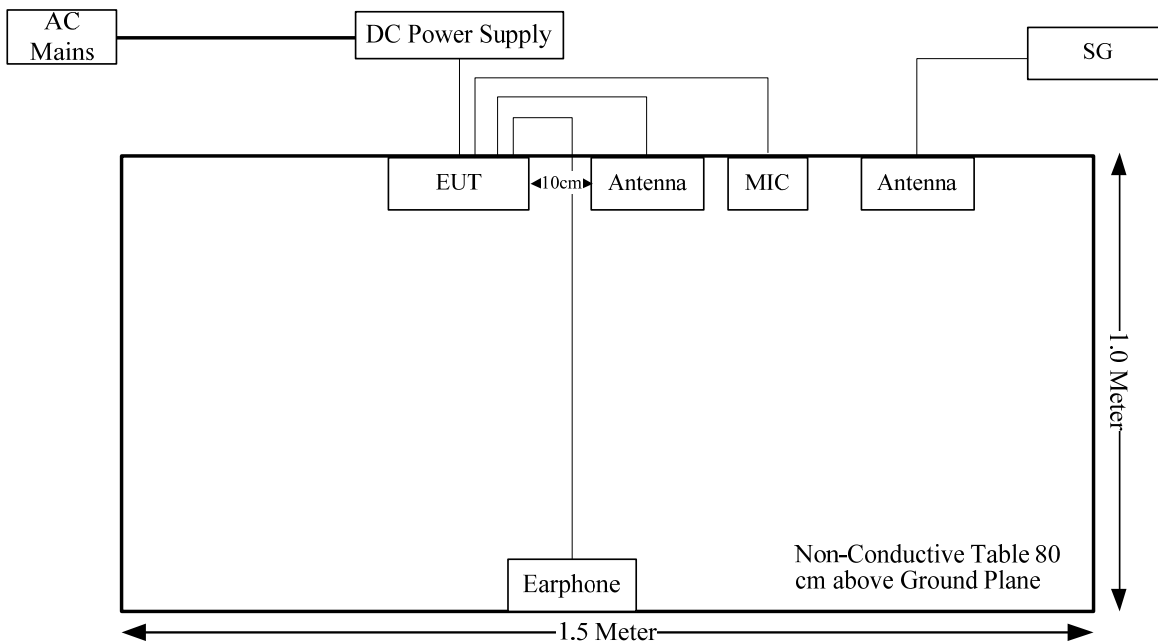 AC
Mains
DC Power Supply
SG
EUT
10cm
Antenna
MIC
Antenna
1.0 Meter
Non-Conductive Table 80
cm above Ground Plane
Earphone
1.5 Meter